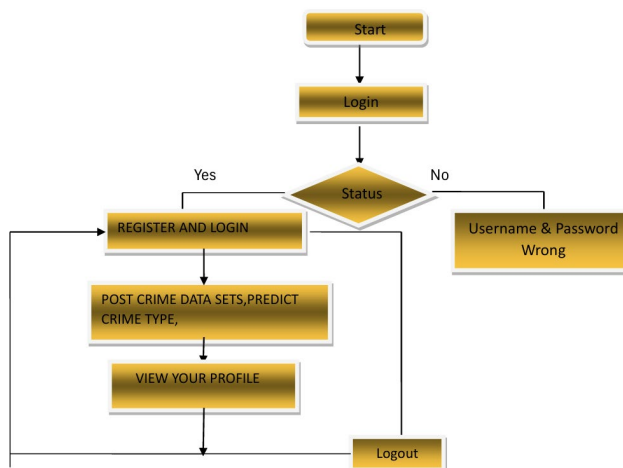 Start
Login
Yes
Status
No
REGISTER AND LOGIN
Username & Password
Wrong
POST CRIME DATA SETS,PREDICT
CRIME TYPE,
VIEW YOUR PROFILE
Logout